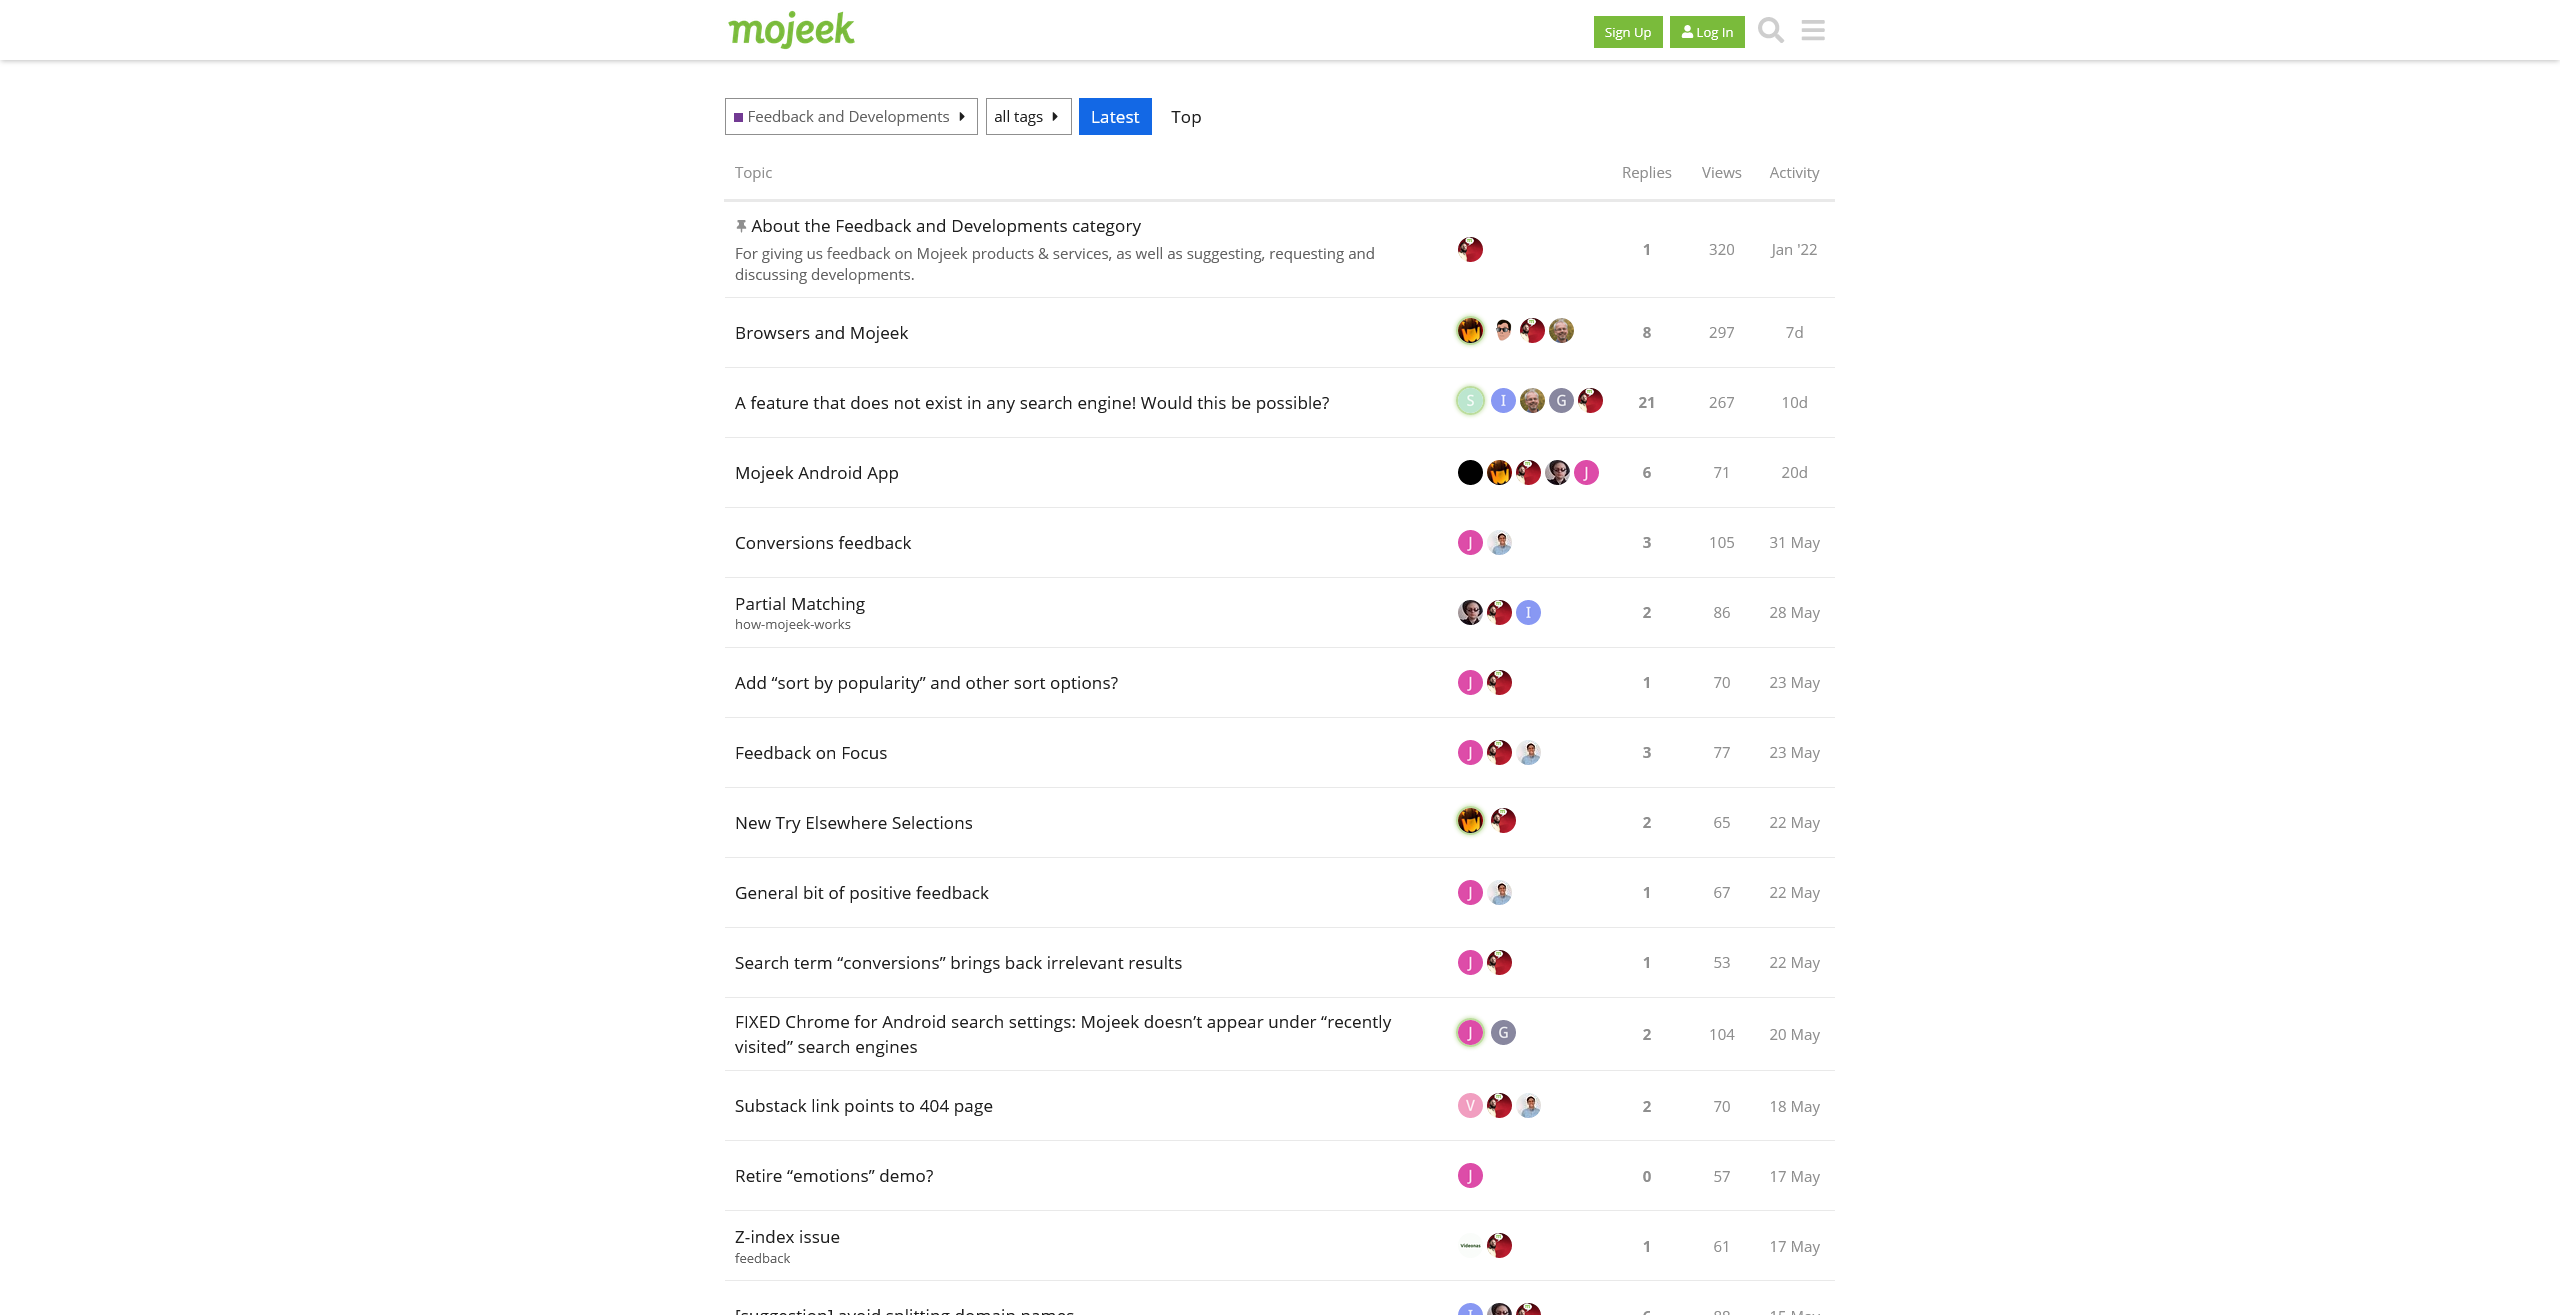 mojeek
Sign Up
Log In
Feedback and Developments
all tags
Latest
Top
Topic
Replies
Views
Activity
About the Feedback and Developments category
For giving us feedback on Mojeek products & services, as well as suggesting, requesting and
discussing developments.
1
320
Jan '22
Browsers and Mojeek
8
297
7d
A feature that does not exist in any search engine! Would this be possible?
S
I
G
21
267
10d
Mojeek Android App
J
6
71
20d
Conversions feedback
J
3
105
31 May
Partial Matching
how-mojeek-works
I
2
86
28 May
Add “sort by popularity” and other sort options?
J
1
70
23 May
Feedback on Focus
J
3
77
23 May
New Try Elsewhere Selections
2
65
22 May
General bit of positive feedback
J
1
67
22 May
Search term “conversions” brings back irrelevant results
J
1
53
22 May
FIXED Chrome for Android search settings: Mojeek doesn’t appear under “recently
visited” search engines
J
G
2
104
20 May
Substack link points to 404 page
V
2
70
18 May
Retire “emotions” demo?
J
0
57
17 May
Z-index issue
feedback
1
61
17 May
[suggestion] avoid splitting domain names
I
6
88
15 May